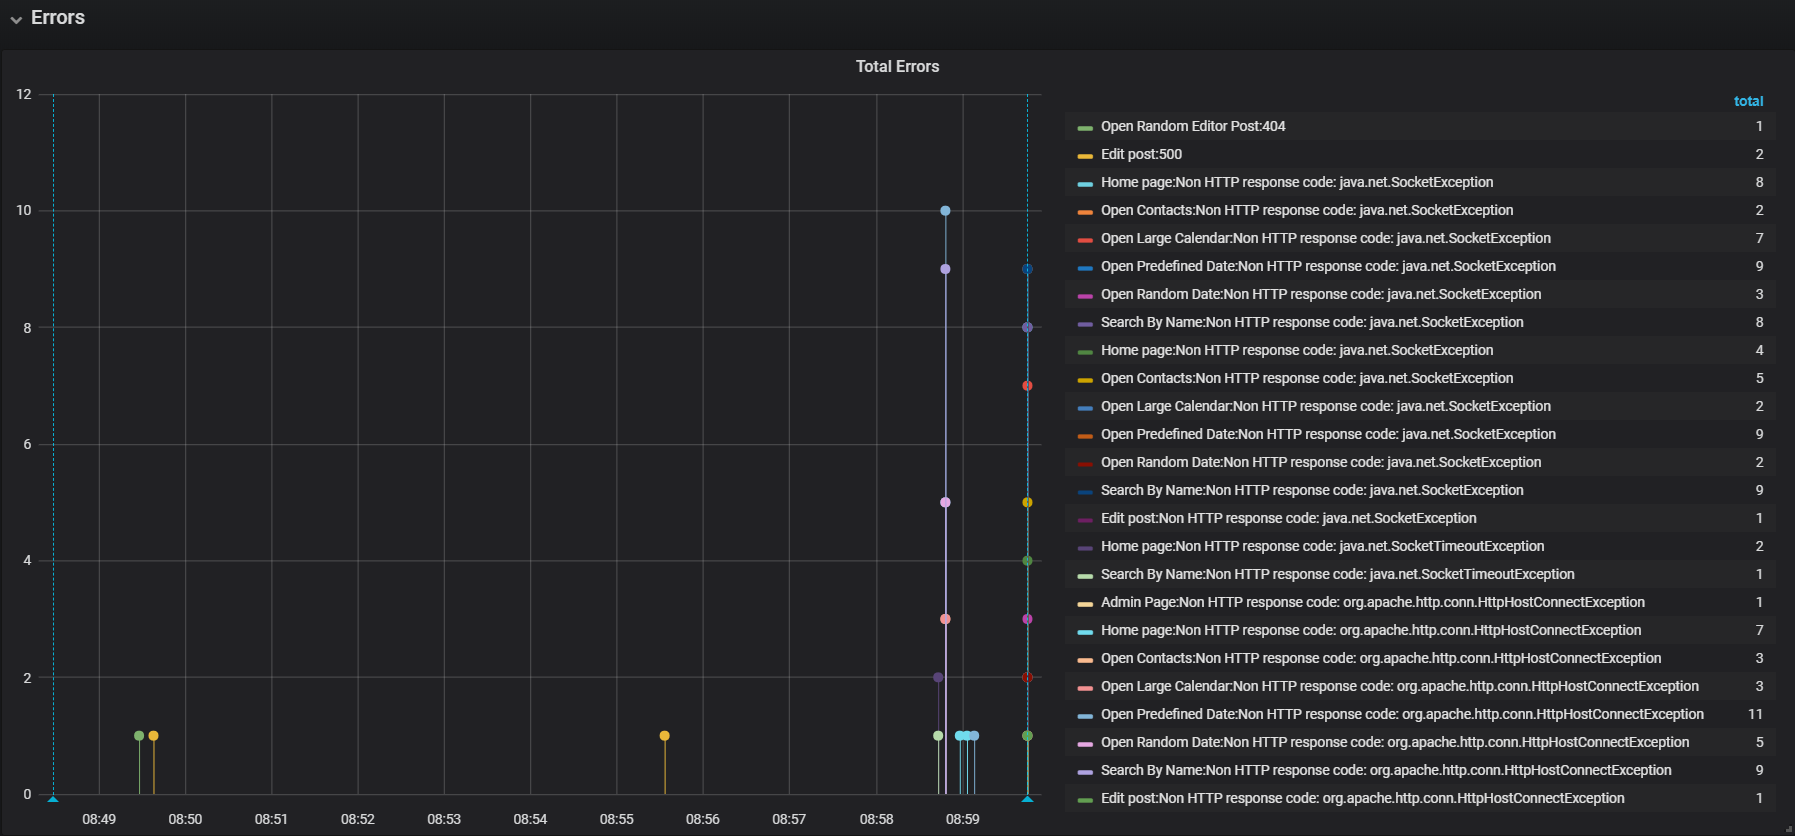 Errors
Total Errors
12
10
8
6
4
2
0
08:49 08:50 08:51 08:52 08:53 08:54 08:55 08:56 08:57 08:58 08:59
total
Open Random Editor Post:404 1
Edit post:500 2
Home page:Non HTTP response code: java.net.SocketException 8
Open Contacts:Non HTTP response code: java.net.SocketException 2
Open Large Calendar:Non HTTP response code: java.net.SocketException 7
Open Predefined Date:Non HTTP response code: java.net.SocketException 9
Open Random Date:Non HTTP response code: java.net.SocketException 3
Search By Name:Non HTTP response code: java.net.SocketException 8
Home page:Non HTTP response code: java.net.SocketException 4
Open Contacts:Non HTTP response code: java.net.SocketException 5
Open Large Calendar:Non HTTP response code: java.net.SocketException 2
Open Predefined Date:Non HTTP response code: java.net.SocketException 9
Open Random Date:Non HTTP response code: java.net.SocketException 2
Search By Name:Non HTTP response code: java.net.SocketException 9
Edit post:Non HTTP response code: java.net.SocketException 1
Home page:Non HTTP response code: java.net.SocketTimeoutException 2
Search By Name:Non HTTP response code: java.net.SocketTimeoutException 1
Admin Page:Non HTTP response code: org.apache.http.conn.HttpHostConnectException 1
Home page:Non HTTP response code: org.apache.http.conn.HttpHostConnectException 7
Open Contacts:Non HTTP response code: org.apache.http.conn.HttpHostConnectException 3
Open Large Calendar:Non HTTP response code: org.apache.http.conn.HttpHostConnectException 3
Open Predefined Date:Non HTTP response code: org.apache.http.conn.HttpHostConnectException 11
Open Random Date:Non HTTP response code: org.apache.http.conn.HttpHostConnectException 5
Search By Name:Non HTTP response code: org.apache.http.conn.HttpHostConnectException 9
Edit post:Non HTTP response code: org.apache.http.conn.HttpHostConnectException 1